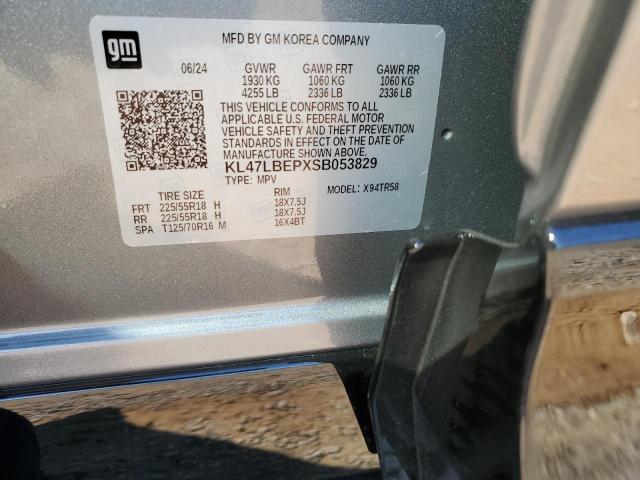 gm
MFD BY GM KOREA COMPANY
06/24 GVWR GAWR FRT GAWR RR
1930 KG 1060 KG 1060 KG
4255 LB 2336 LB 2336 LB
THIS VEHICLE CONFORMS TO ALL
APPLICABLE U.S. FEDERAL MOTOR
VEHICLE SAFETY AND THEFT PREVENTION
STANDARDS IN EFFECT ON THE DATE OF
MANUFACTURE SHOWN ABOVE.
KL47LBEPXSB053829
TYPE: MPV MODEL: X94TR58
TIRE SIZE RIM
FRT 225/55R18 H 18X7.5J
RR 225/55R18 H 18X7.5J
SPA T125/70R16 M 16X4BT